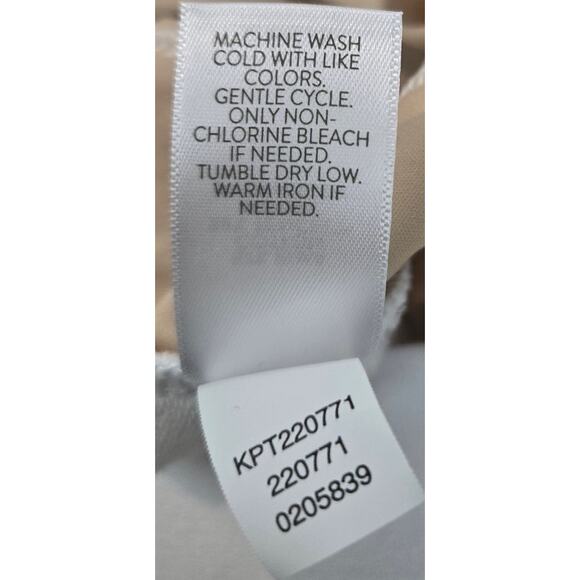 MACHINE WASH
COLD WITH LIKE
COLORS.
GENTLE CYCLE.
ONLY NON-
CHLORINE BLEACH
IF NEEDED.
TUMBLE DRY LOW.
WARM IRON IF
NEEDED.
KPT220771
220771
0205839